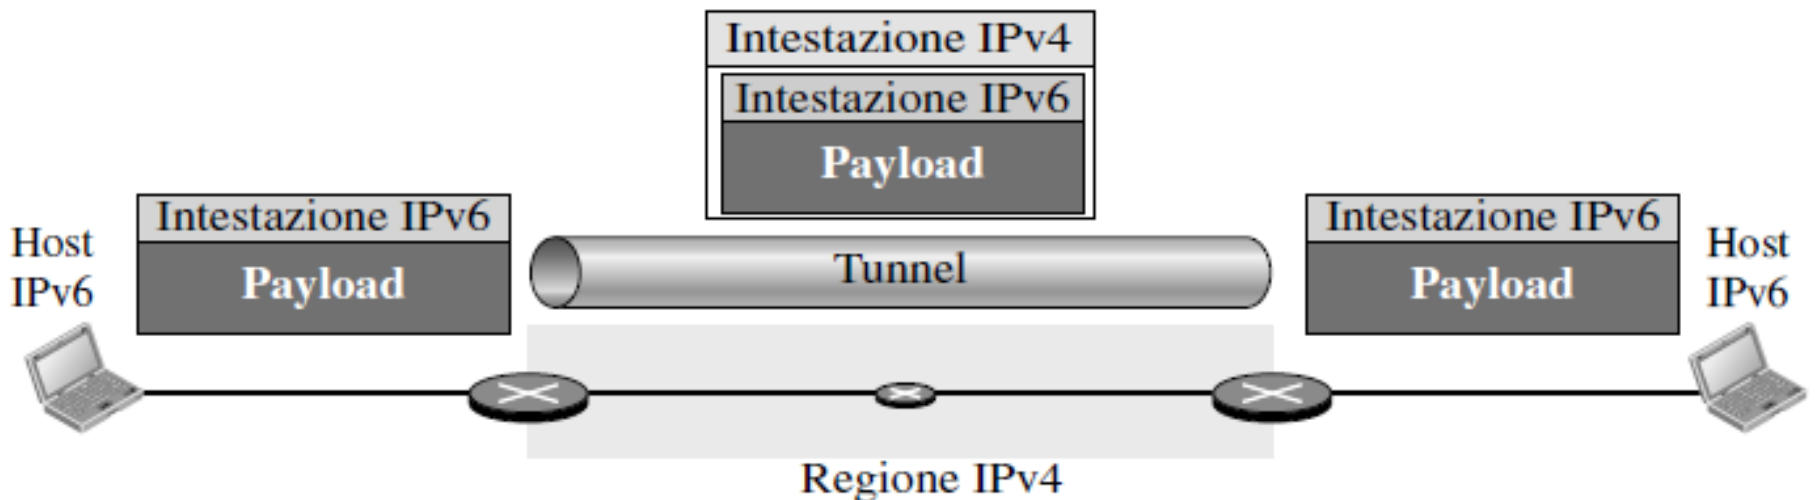 Intestazione IPv4
Intestazione IPv6
Payload
Host
IPv6
Intestazione IPv6
Payload
Tunnel
Intestazione IPv6
Payload
Host
IPv6
Regione IPv4